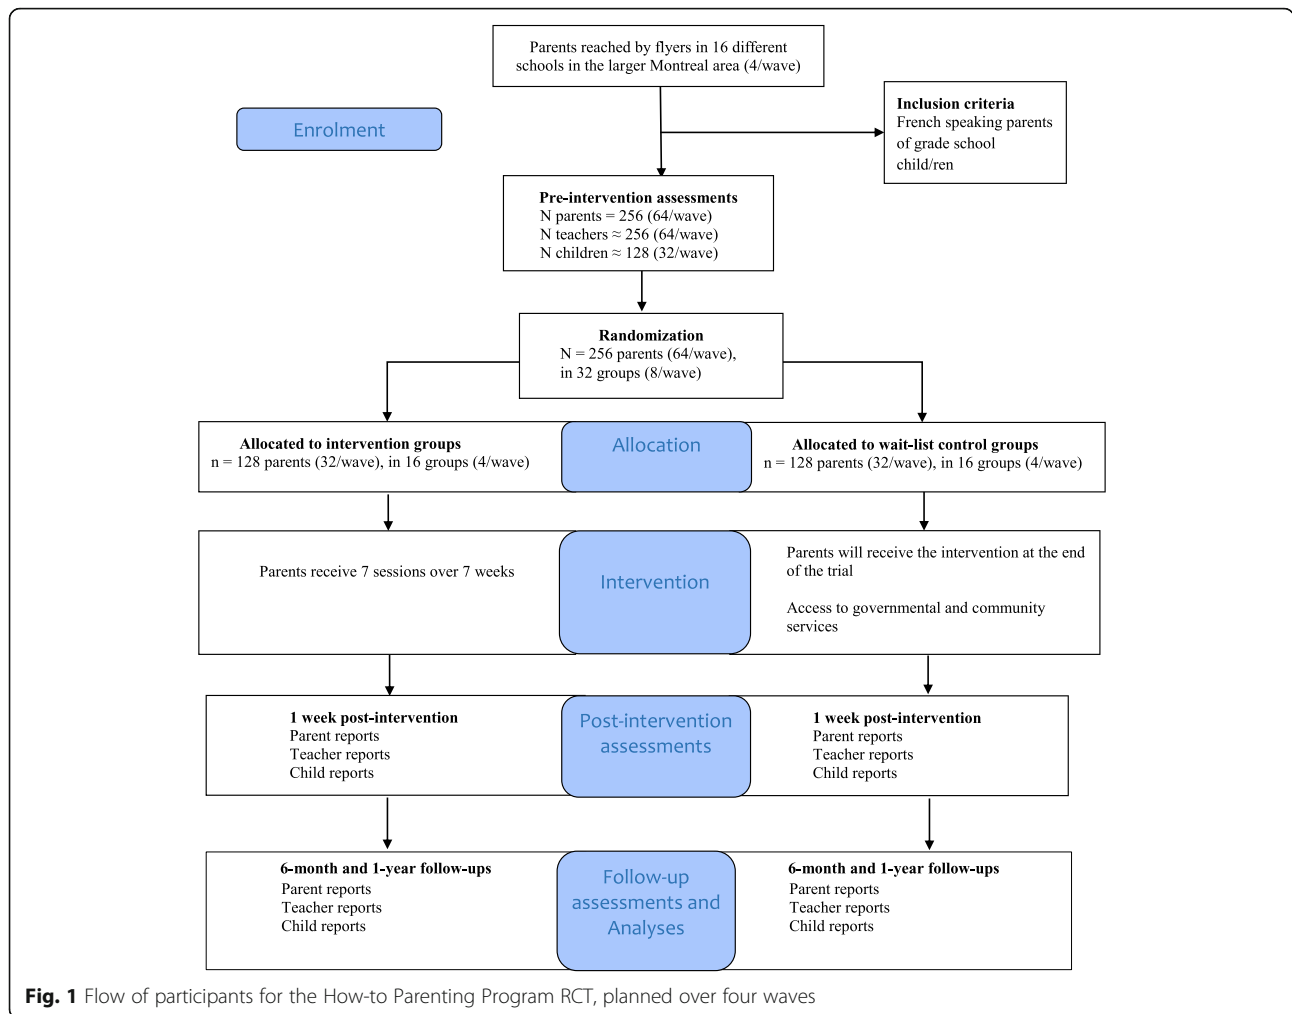 Parents reached by flyers in 16 different
schools in the larger Montreal area (4/wave)
Enrolment
Inclusion criteria
French speaking parents
of grade school
child/ren
Pre-intervention assessments
N parents = 256 (64/wave)
N teachers ≈ 256 (64/wave)
N children ≈ 128 (32/wave)
Randomization
N = 256 parents (64/wave),
in 32 groups (8/wave)
Allocated to intervention groups
n = 128 parents (32/wave), in 16 groups (4/wave)
Allocation
Allocated to wait-list control groups
n = 128 parents (32/wave), in 16 groups (4/wave)
Parents receive 7 sessions over 7 weeks
Intervention
Parents will receive the intervention at the end
of the trial
Access to governmental and community
services
1 week post-intervention
Parent reports
Teacher reports
Child reports
Post-intervention
assessments
1 week post-intervention
Parent reports
Teacher reports
Child reports
6-month and 1-year follow-ups
Parent reports
Teacher reports
Child reports
Follow-up
assessments and
Analyses
6-month and 1-year follow-ups
Parent reports
Teacher reports
Child reports
Fig. 1 Flow of participants for the How-to Parenting Program RCT, planned over four waves